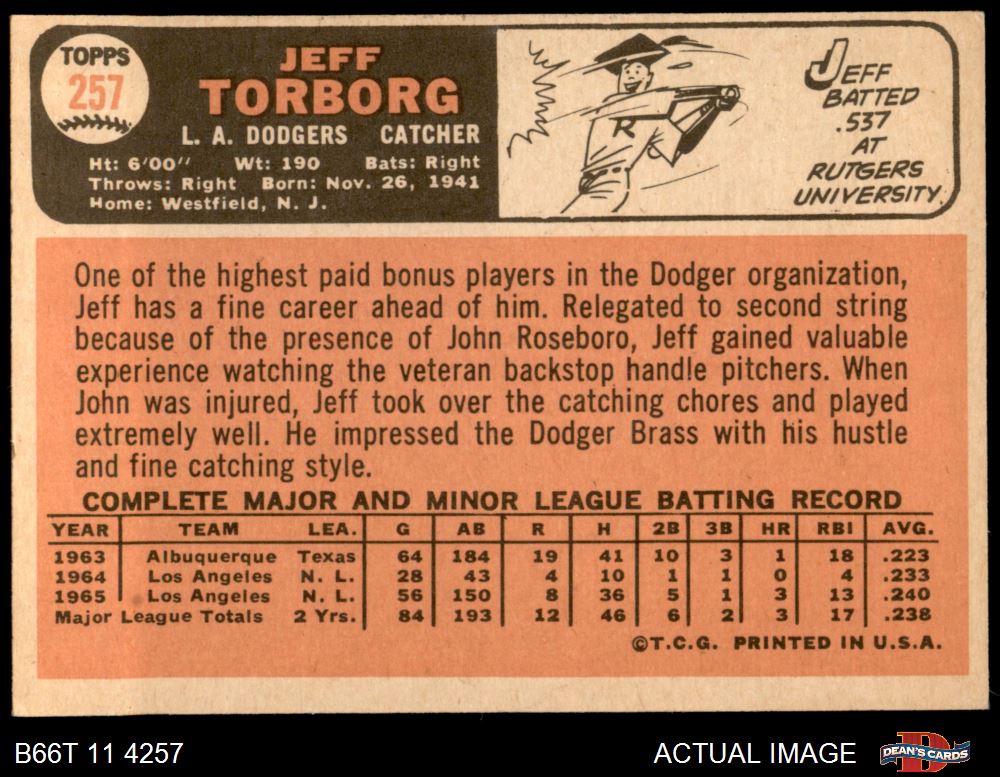 TOPPS
257
JEFF
TORBORG
L. A. DODGERS CATCHER
Ht: 6'00" Wt: 190 Bats: Right
Throws: Right Born: Nov. 26, 1941
Home: Westfield, N. J.
R
JEFF
BATTED
.537
AT
RUTGERS
UNIVERSITY.
One of the highest paid bonus players in the Dodger organization,
Jeff has a fine career ahead of him. Relegated to second string
because of the presence of John Roseboro, Jeff gained valuable
experience watching the veteran backstop handle pitchers. When
John was injured, Jeff took over the catching chores and played
extremely well. He impressed the Dodger Brass with his hustle
and fine catching style.
COMPLETE MAJOR AND MINOR LEAGUE BATTING RECORD
YEAR TEAM LEA. G AB R H 2B 3B HR RBI AVG.
1963 Albuquerque Texas 64 184 19 41 10 3 1 18 .223
1964 Los Angeles N. L. 28 43 4 10 1 1 0 4 .233
1965 Los Angeles N. L. 56 150 8 36 5 1 3 13 .240
Major League Totals 2 Yrs. 84 193 12 46 6 2 3 17 .238
©T.C.G. PRINTED IN U.S.A.
B66T 11 4257 ACTUAL IMAGE DEAN'S CARDS